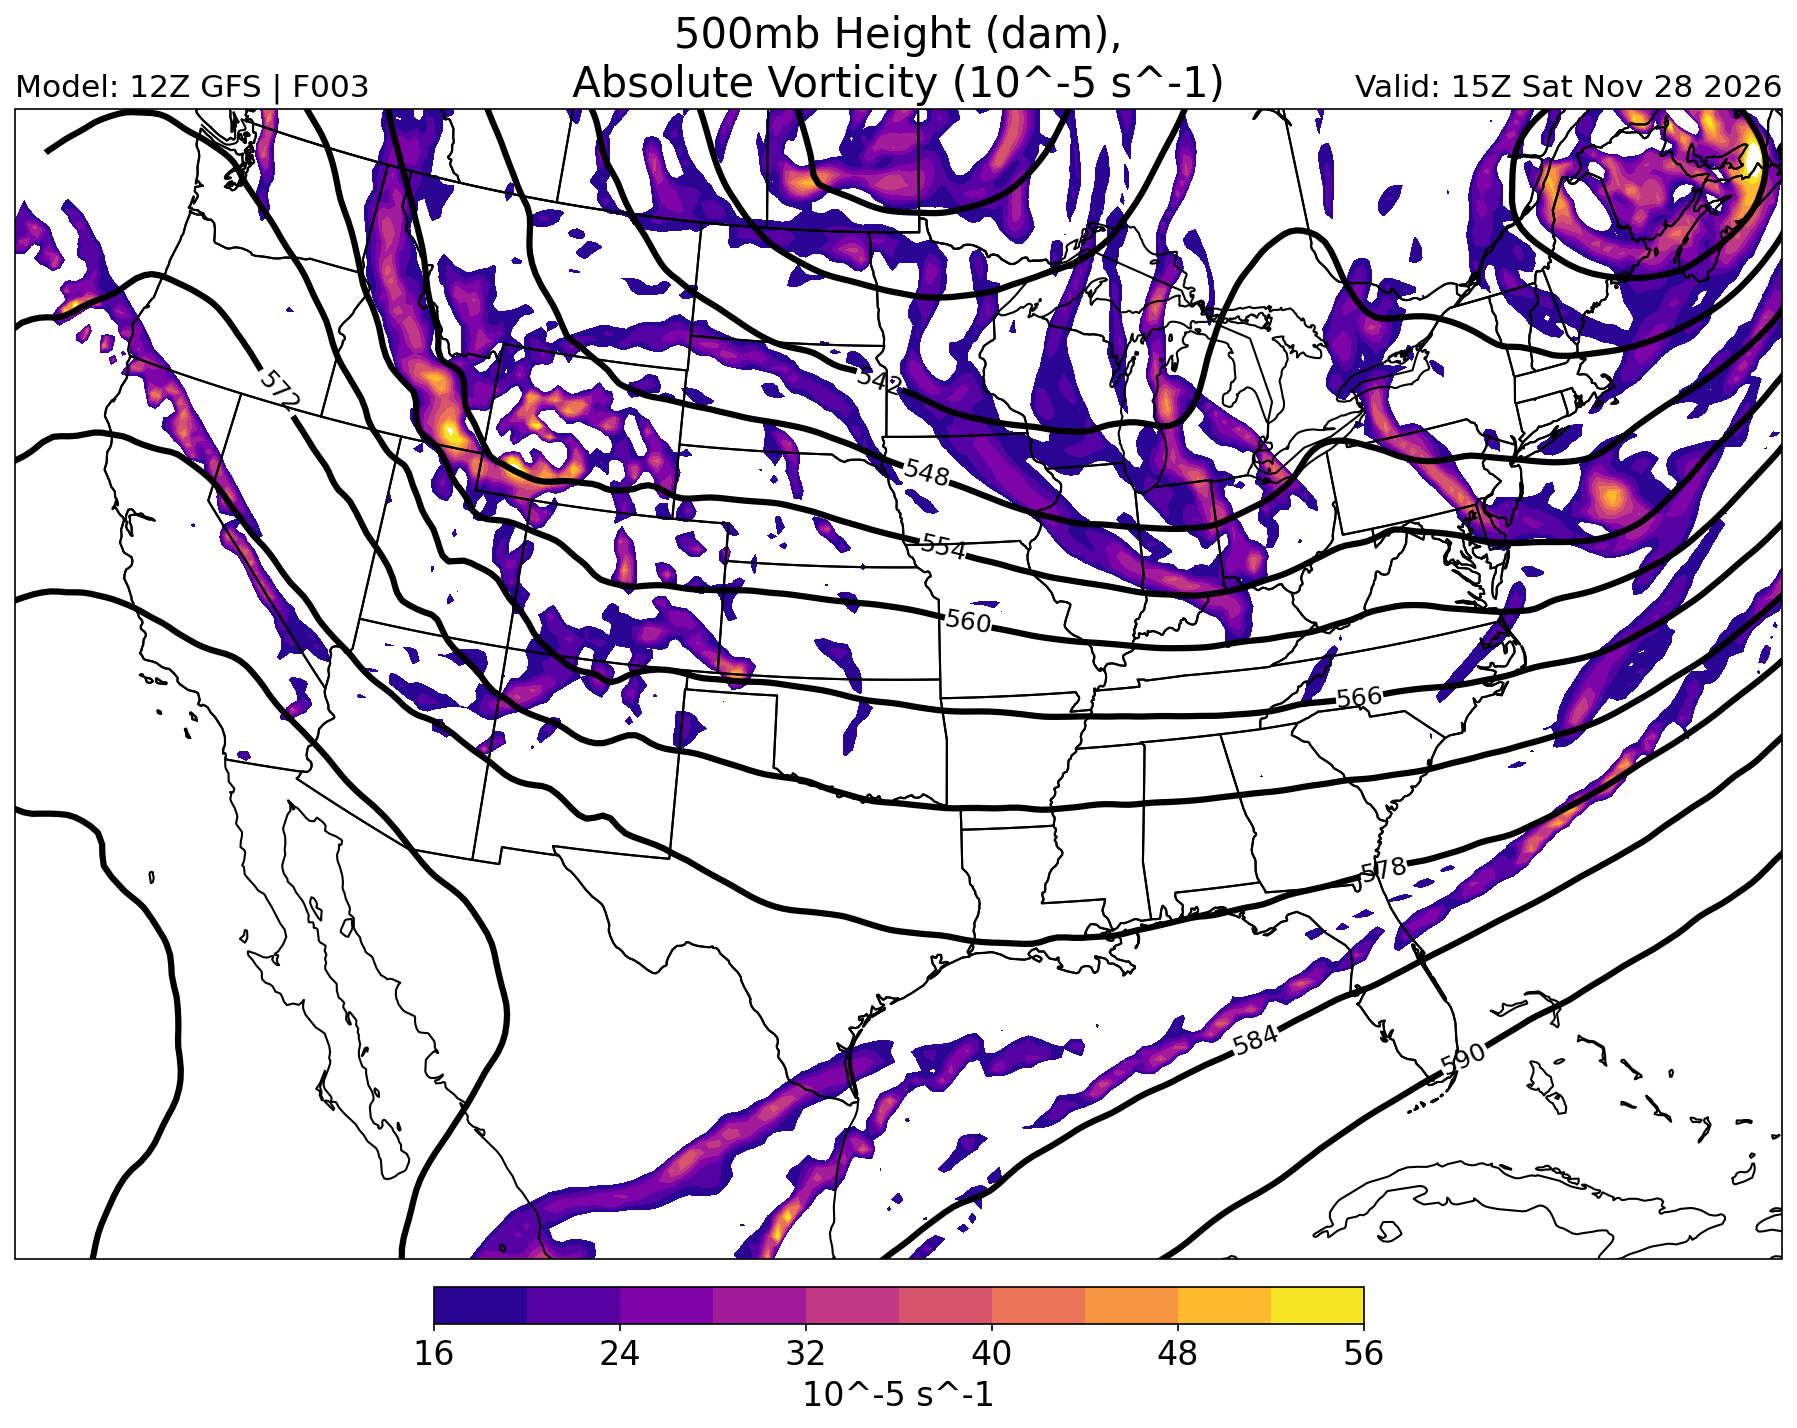 500mb Height (dam),
Absolute Vorticity (10^-5 s^-1)
Model: 12Z GFS | F003
Valid: 15Z Sat Nov 28 2026
572
542
548
554
560
566
578
584
590
16 24 32 40 48 56
10^-5 s^-1